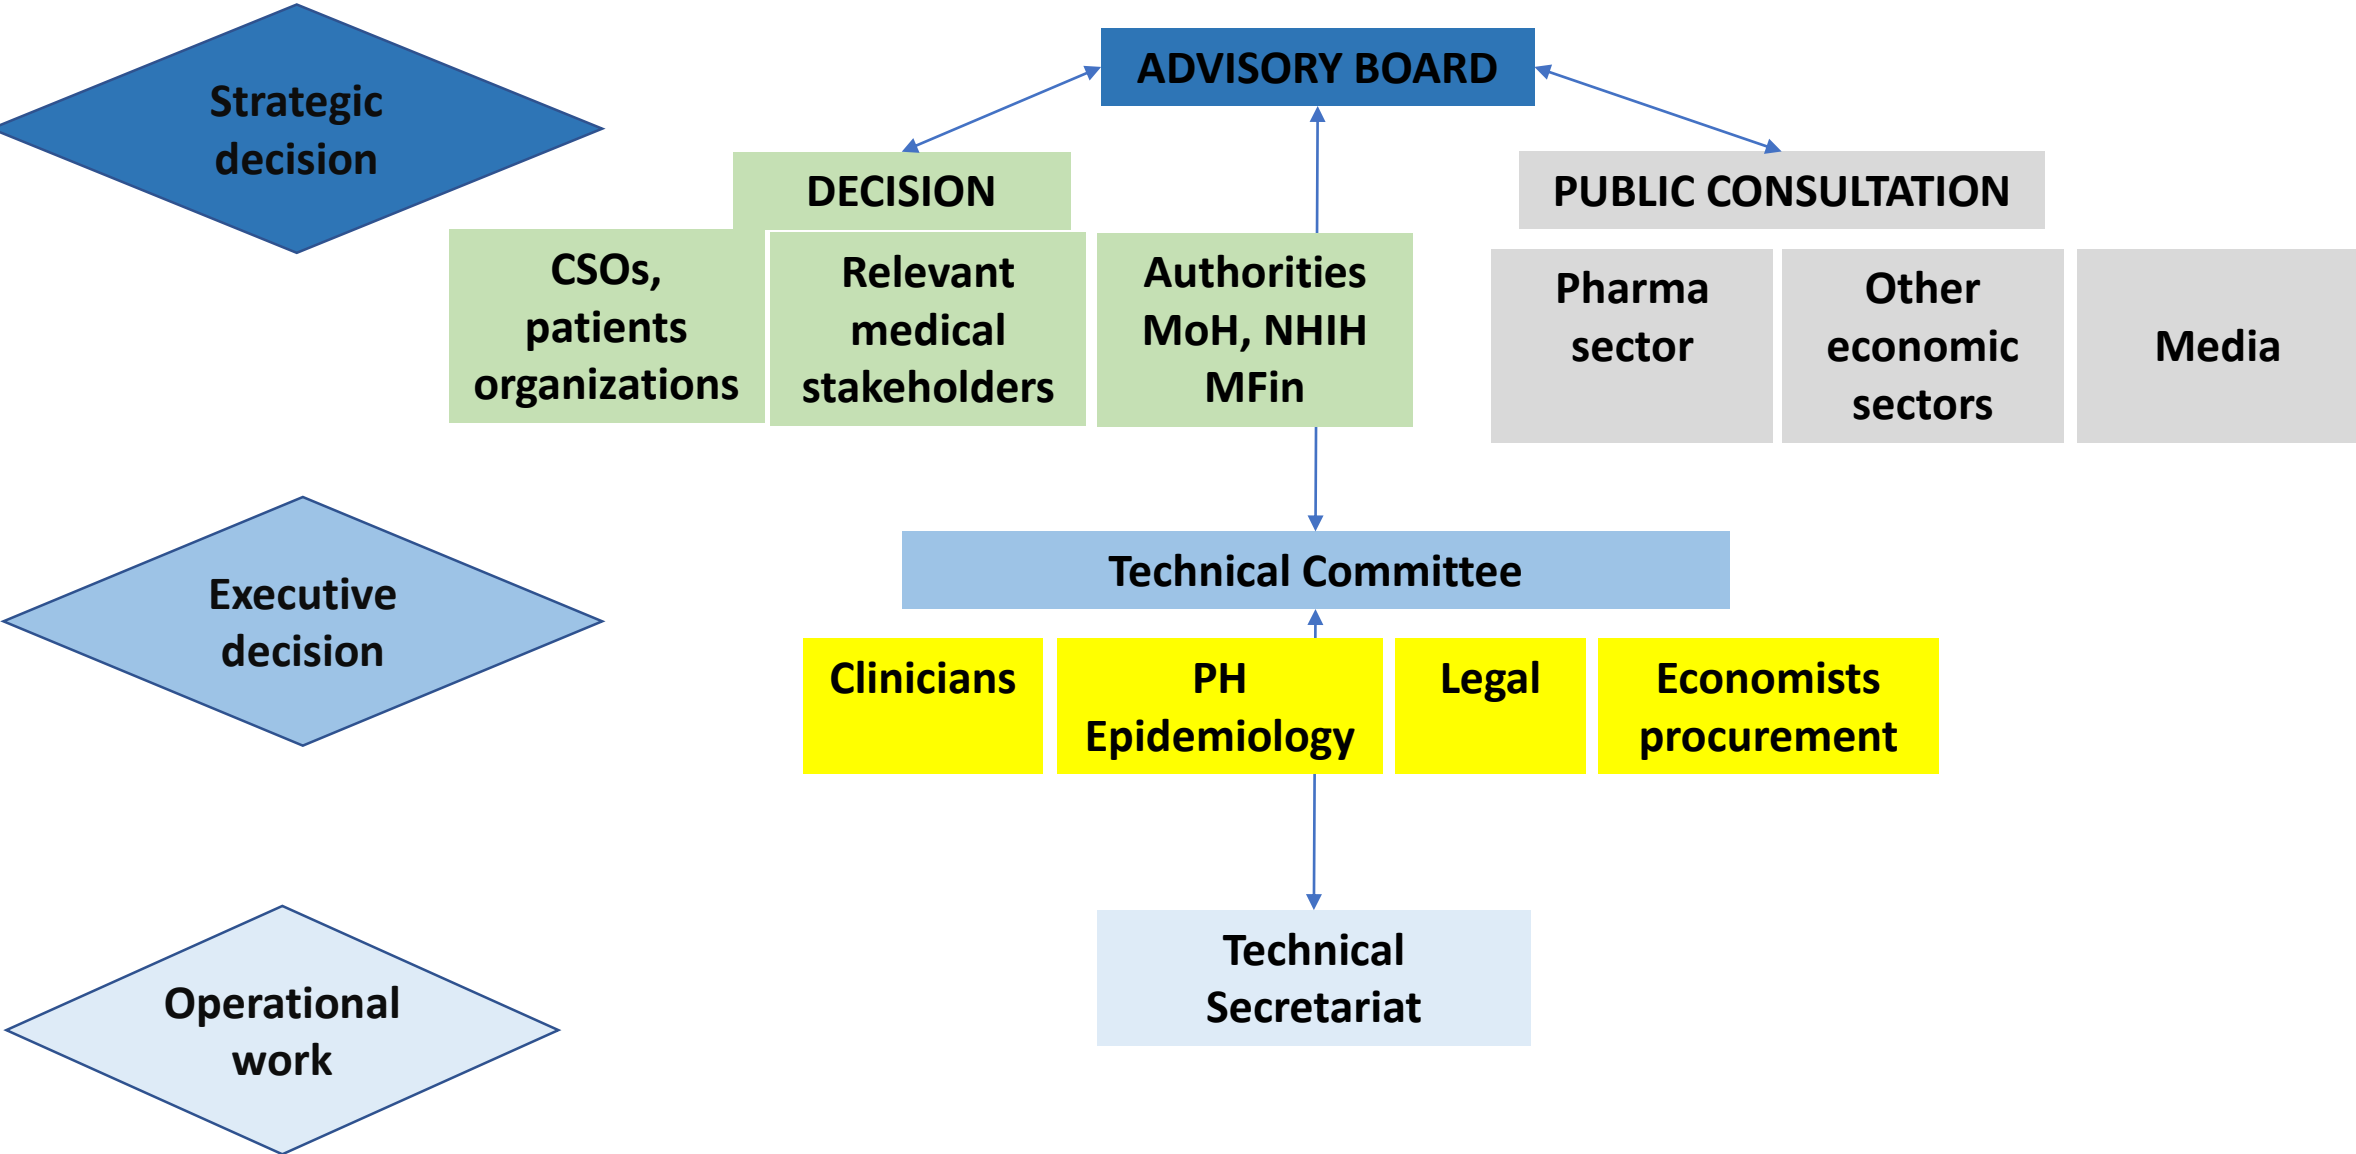 Strategic
decision
ADVISORY BOARD
DECISION
PUBLIC CONSULTATION
CSOs,
patients
organizations
Relevant
medical
stakeholders
Authorities
MoH, NHIH
MFin
Pharma
sector
Other
economic
sectors
Media
Executive
decision
Technical Committee
Clinicians
PH
Epidemiology
Legal
Economists
procurement
Operational
work
Technical
Secretariat